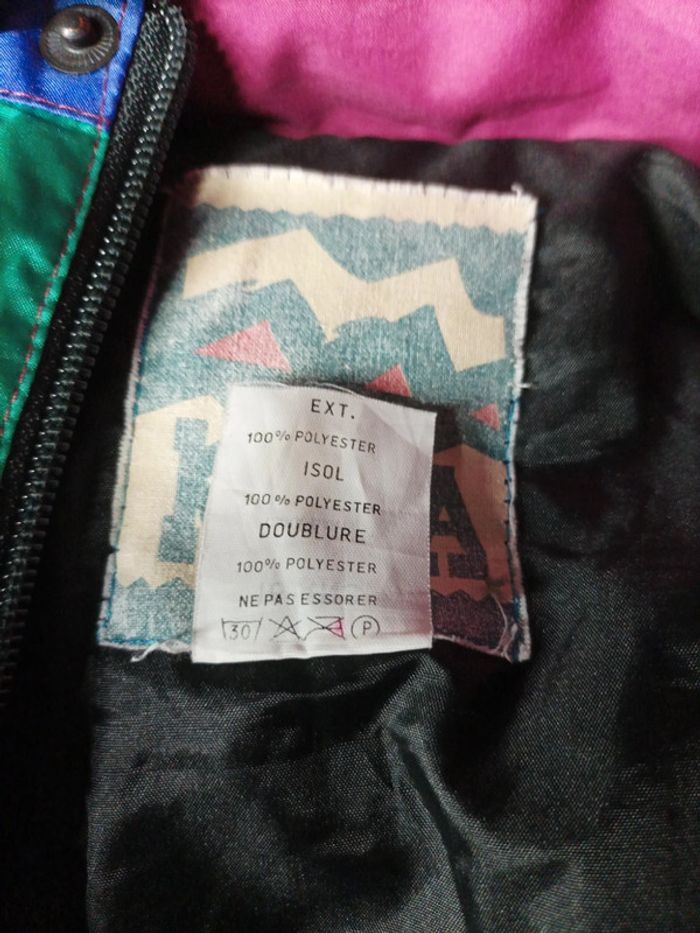 EXT.
100% POLYESTER
ISOL
100% POLYESTER
DOUBLURE
100% POLYESTER
NE PAS ESSORER
30 P